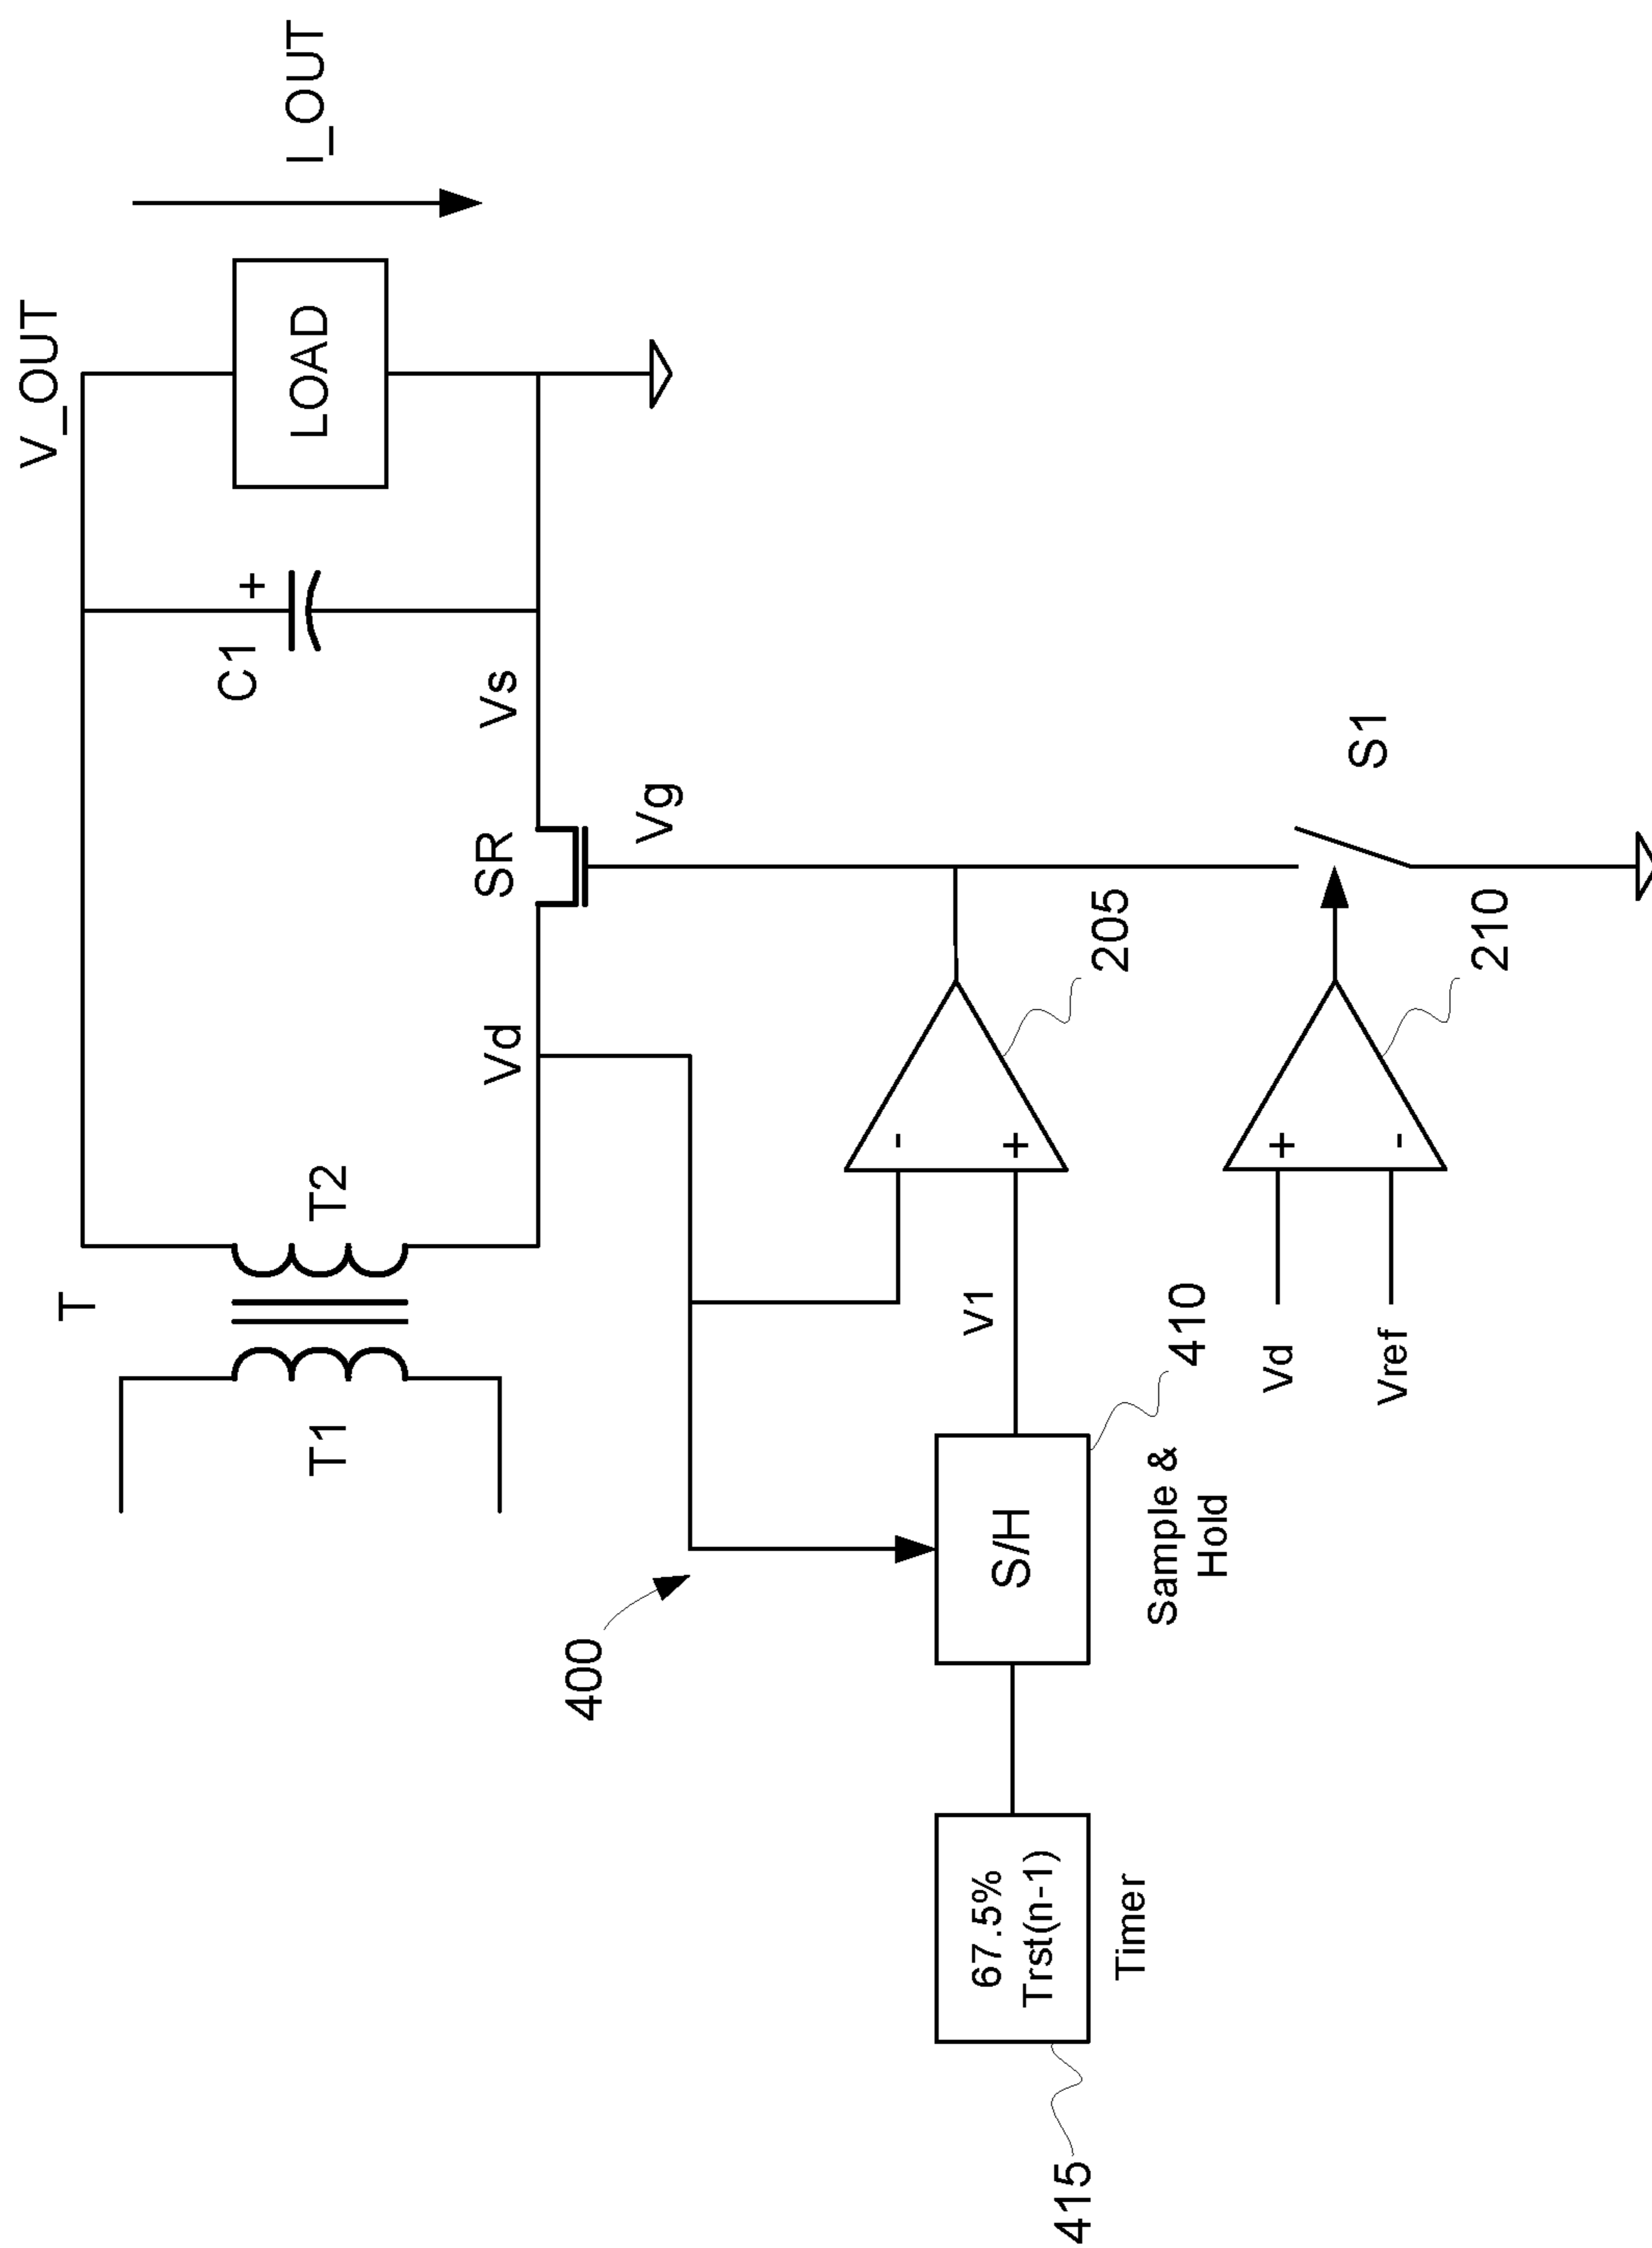 V_OUT
I_OUT
T
T1
T2
C1
+
LOAD
Vd
SR
Vs
Vg
400
-
+
205
V1
67.5%
Trst(n-1)
Timer
415
S/H
Sample &
Hold
410
Vd
Vref
+
-
210
S1